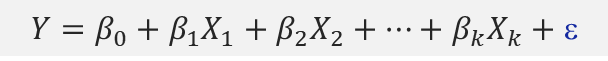 Y = β₀ + β₁X₁ + β₂X₂ + ⋯ + βₖXₖ + ε